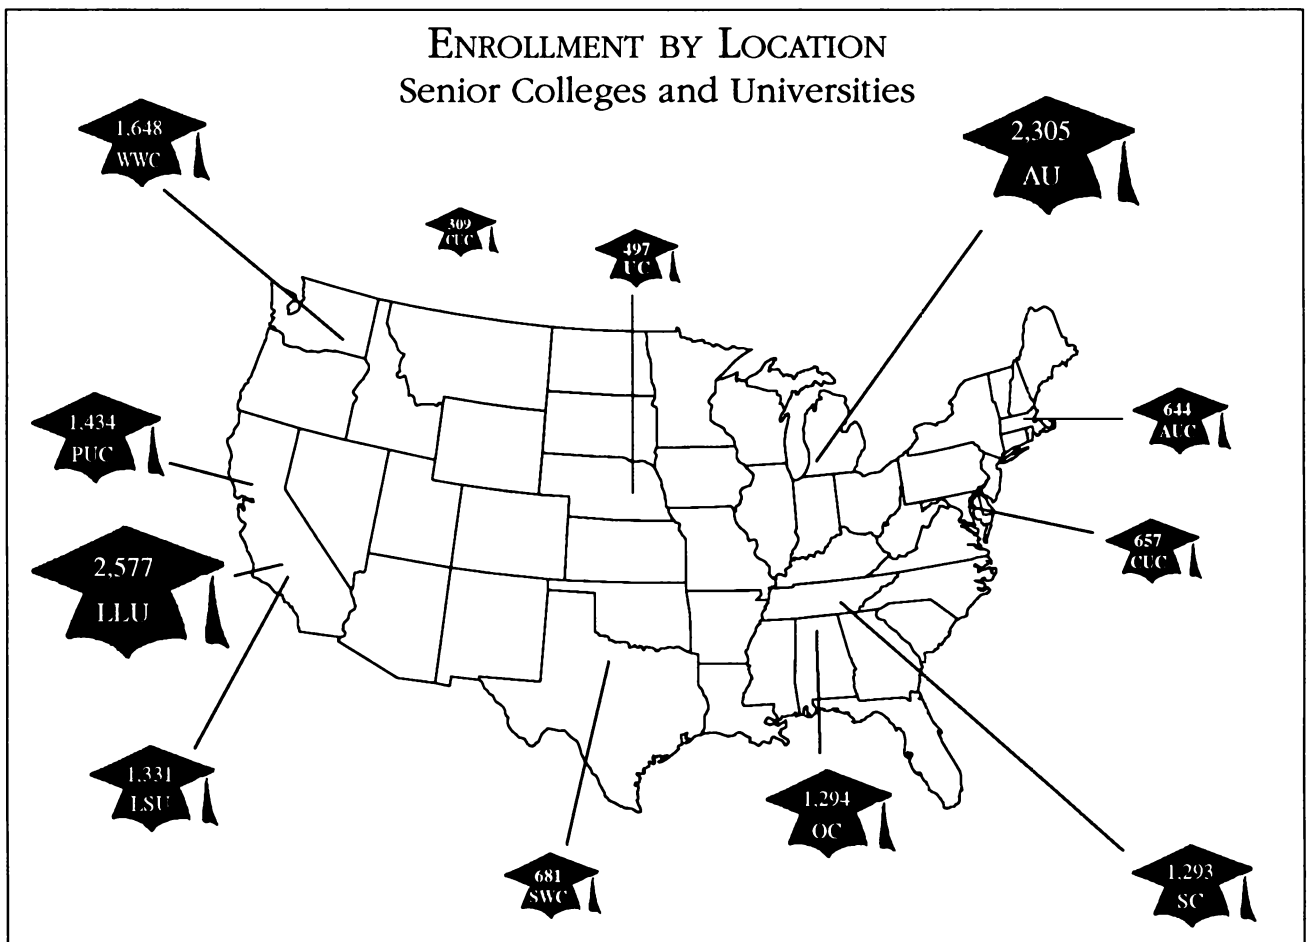 ENROLLMENT BY LOCATION
Senior Colleges and Universities
1,648
WWC
2,305
AU
309
CUC
497
UC
1,434
PUC
644
AUC
2,577
LLU
657
CUC
1,331
LSU
1,294
OC
681
SWC
1,293
SC